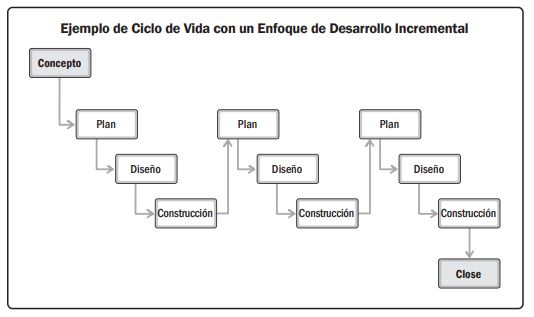 Ejemplo de Ciclo de Vida con un Enfoque de Desarrollo Incremental
Concepto
Plan
Diseño
Construcción
Plan
Diseño
Construcción
Plan
Diseño
Construcción
Close